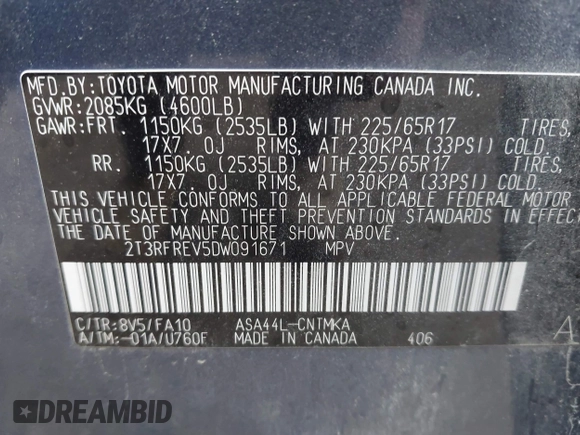 MFD.BY:TOYOTA MOTOR MANUFACTURING CANADA INC.
GVWR:2085KG (4600LB)
GAWR:FRT. 1150KG (2535LB) WITH 225/65R17 TIRES,
17X7. OJ RIMS, AT 230KPA (33PSI) COLD.
RR. 1150KG (2535LB) WITH 225/65R17 TIRES,
17X7. OJ RIMS, AT 230KPA (33PSI) COLD.
THIS VEHICLE CONFORMS TO ALL APPLICABLE FEDERAL MOTOR
VEHICLE SAFETY AND THEFT PREVENTION STANDARDS IN EFFEC
THE DATE OF MANUFACTURE SHOWN ABOVE.
2T3RFREV5DW091671 MPV
C/TR:8V5/FA10 ASA44L-CNTMKA
A/TM:-01A/U760F MADE IN CANADA 406
A
DREAMBID